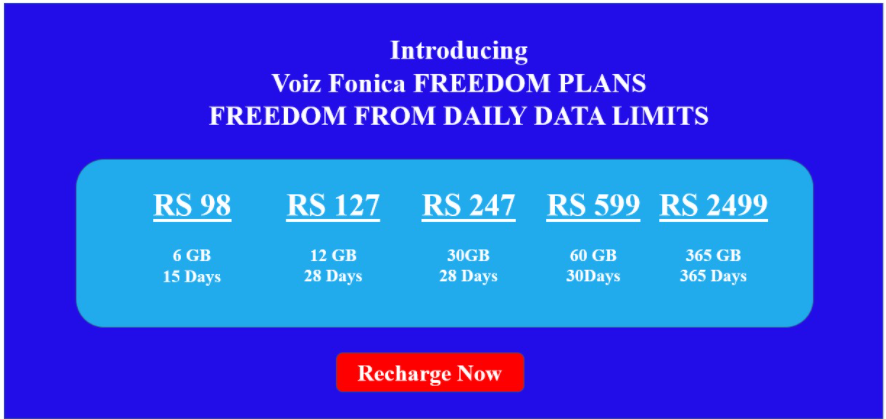 Introducing
Voiz Fonica FREEDOM PLANS
FREEDOM FROM DAILY DATA LIMITS
RS 98 RS 127 RS 247 RS 599 RS 2499
6 GB 12 GB 30GB 60 GB 365 GB
15 Days 28 Days 28 Days 30Days 365 Days
Recharge Now